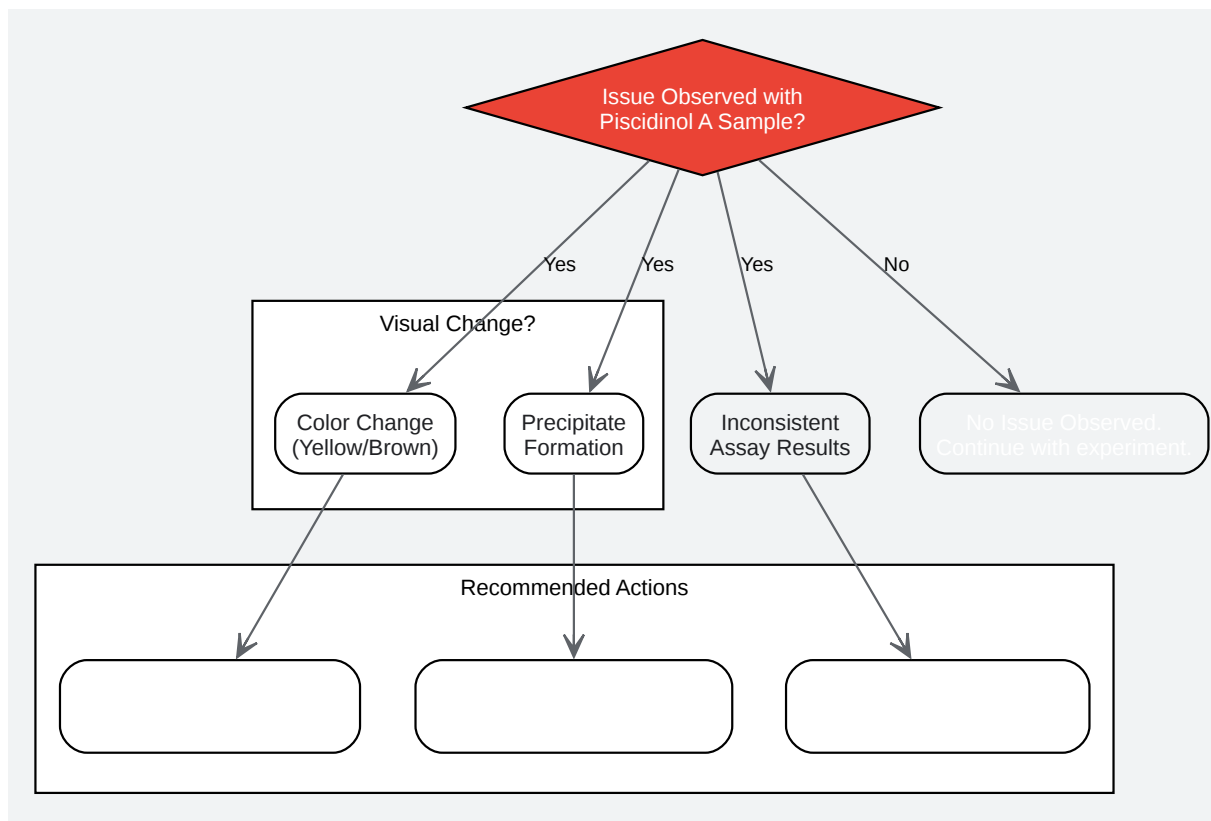 Issue Observed with
Piscidinol A Sample?
Yes
Yes
Yes
No
Visual Change?
Color Change
(Yellow/Brown)
Precipitate
Formation
Inconsistent
Assay Results
No Issue Observed.
Continue with experiment.
Recommended Actions